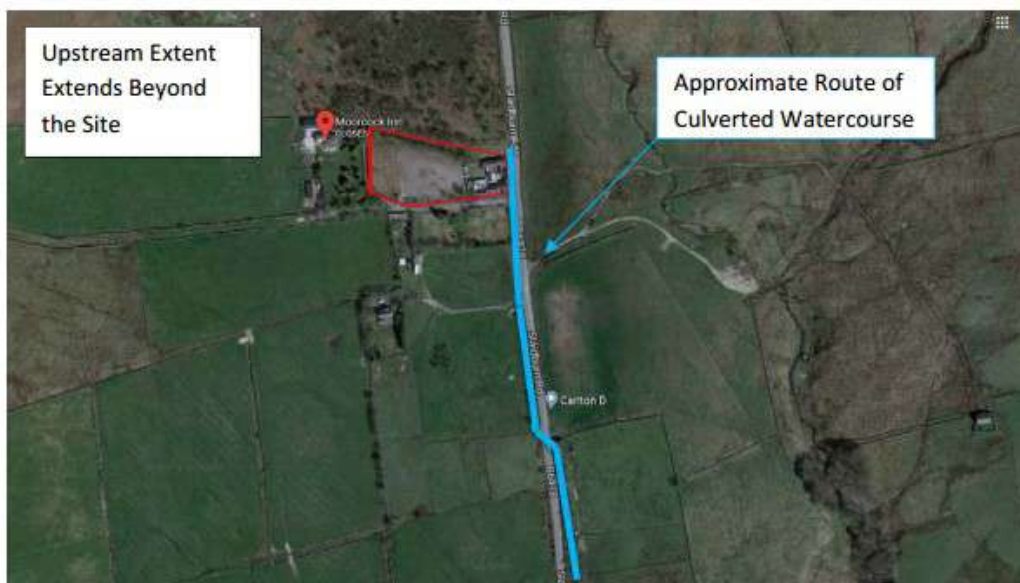 Upstream Extent
Extends Beyond
the Site
Approximate Route of
Culverted Watercourse
Moorcock Inn
Carlton D